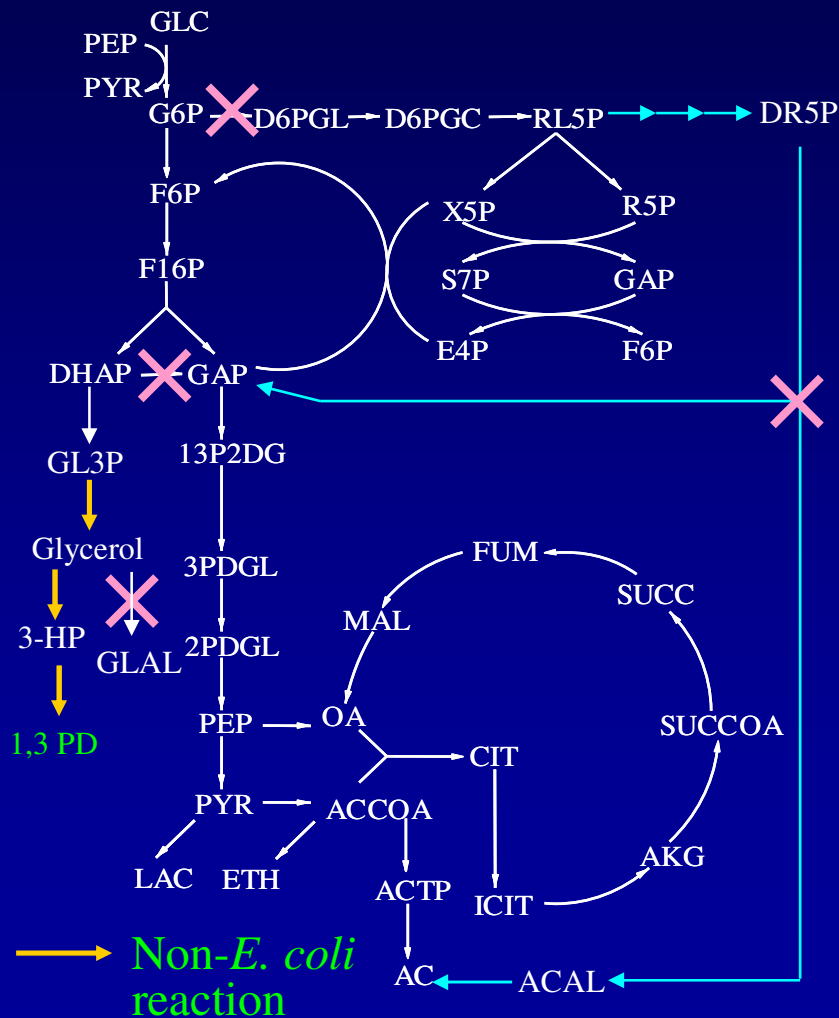 GLC
PEP
PYR
G6P D6PGL D6PGC RL5P DR5P
F6P X5P R5P
F16P S7P GAP
E4P F6P
DHAP GAP
GL3P 13P2DG
Glycerol 3PDGL FUM
SUCC
MAL
3-HP 2PDGL
GLAL
PEP OA SUCCOA
1,3 PD
CIT
PYR ACCOA
AKG
LAC ETH ACTP ICIT
Non-E. coli
reaction
AC ACAL